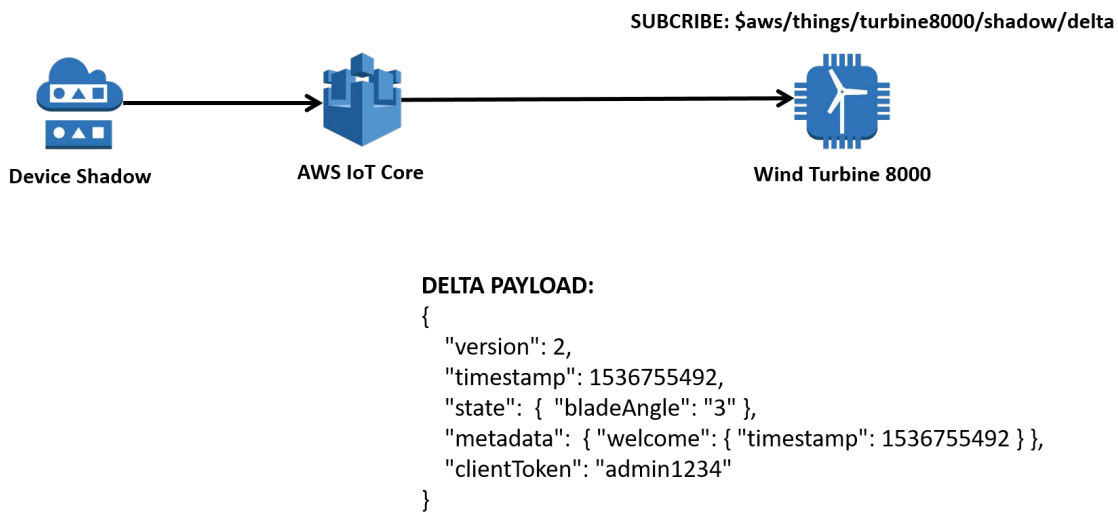 SUBCRIBE: $aws/things/turbine8000/shadow/delta
Device Shadow
AWS IoT Core
Wind Turbine 8000
DELTA PAYLOAD:
{
"version": 2,
"timestamp": 1536755492,
"state":  {  "bladeAngle": "3" },
"metadata":  { "welcome": { "timestamp": 1536755492 } },
"clientToken": "admin1234"
}